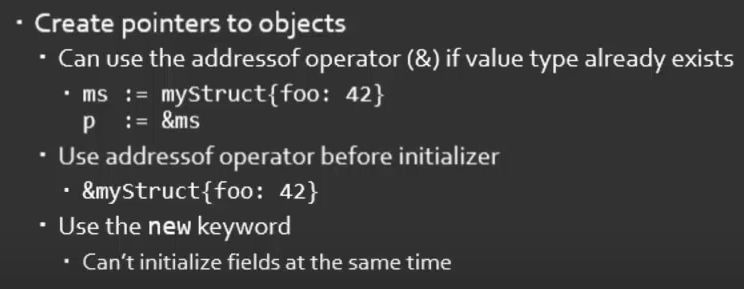 · Create pointers to objects
· Can use the addressof operator (&) if value type already exists
· ms := myStruct{foo: 42}
p := &ms
· Use addressof operator before initializer
· &myStruct{foo: 42}
· Use the new keyword
· Can't initialize fields at the same time